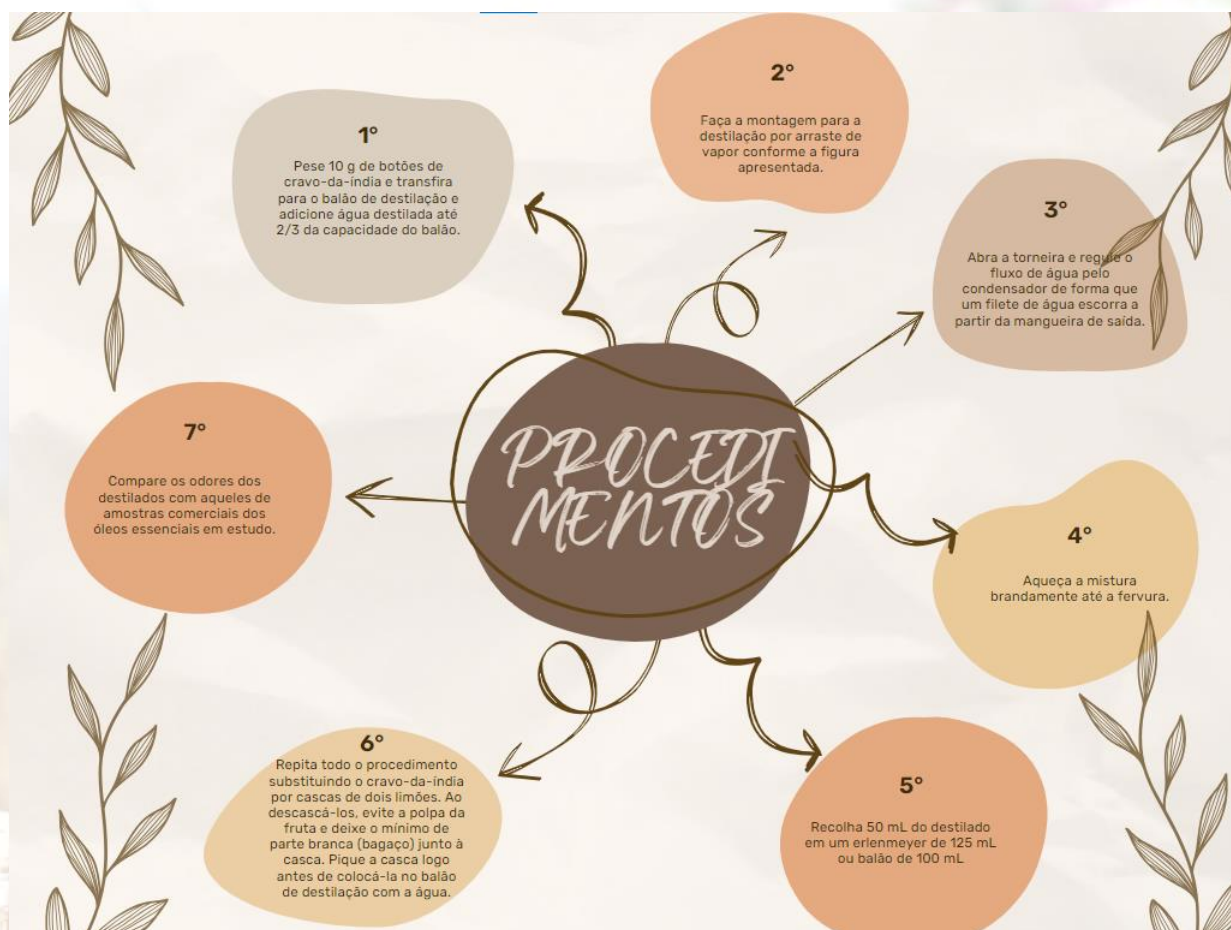 PROCEDI
MENTOS
1°
Pese 10 g de botões de
cravo-da-índia e transfira
para o balão de destilação e
adicione água destilada até
2/3 da capacidade do balão.
2°
Faça a montagem para a
destilação por arraste de
vapor conforme a figura
apresentada.
3°
Abra a torneira e regule o
fluxo de água pelo
condensador de forma que
um filete de água escorra a
partir da mangueira de saída.
4°
Aqueça a mistura
brandamente até a fervura.
5°
Recolha 50 mL do destilado
em um erlenmeyer de 125 mL
ou balão de 100 mL
6°
Repita todo o procedimento
substituindo o cravo-da-índia
por cascas de dois limões. Ao
descascá-los, evite a polpa da
fruta e deixe o mínimo de
parte branca (bagaço) junto à
casca. Pique a casca logo
antes de colocá-la no balão
de destilação com a água.
7°
Compare os odores dos
destilados com aqueles de
amostras comerciais dos
óleos essenciais em estudo.